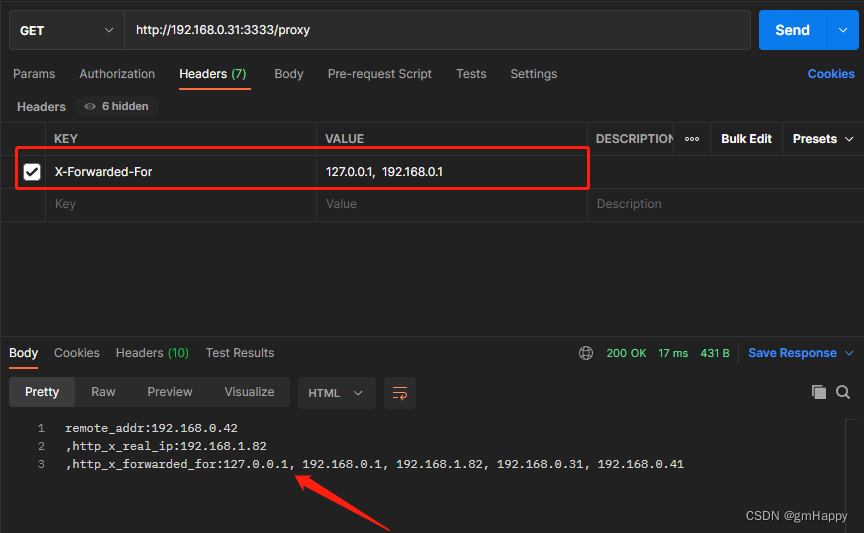 GET http://192.168.0.31:3333/proxy Send
Params Authorization Headers (7) Body Pre-request Script Tests Settings Cookies
Headers 6 hidden
KEY VALUE DESCRIPTION ooo Bulk Edit Presets
X-Forwarded-For 127.0.0.1, 192.168.0.1
Key Value Description
Body Cookies Headers (10) Test Results 200 OK 17 ms 431 B Save Response
Pretty Raw Preview Visualize HTML
1 remote_addr:192.168.0.42
2 ,http_x_real_ip:192.168.1.82
3 ,http_x_forwarded_for:127.0.0.1, 192.168.0.1, 192.168.1.82, 192.168.0.31, 192.168.0.41
CSDN @gmHappy